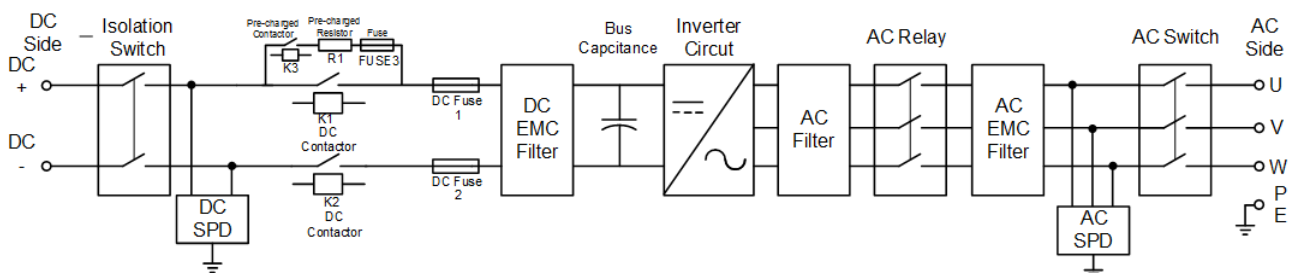 DC
Side
DC
+
DC
-
Isolation
Switch
DC
SPD
Pre-charged
Contactor
K3
Pre-charged
Resistor
R1
Fuse
FUSE3
K1
DC
Contactor
K2
DC
Contactor
DC Fuse
1
DC Fuse
2
DC
EMC
Filter
Bus
Capcitance
Inverter
Circut
AC
Filter
AC Relay
AC
EMC
Filter
AC
SPD
AC Switch
AC
Side
U
V
W
P
E